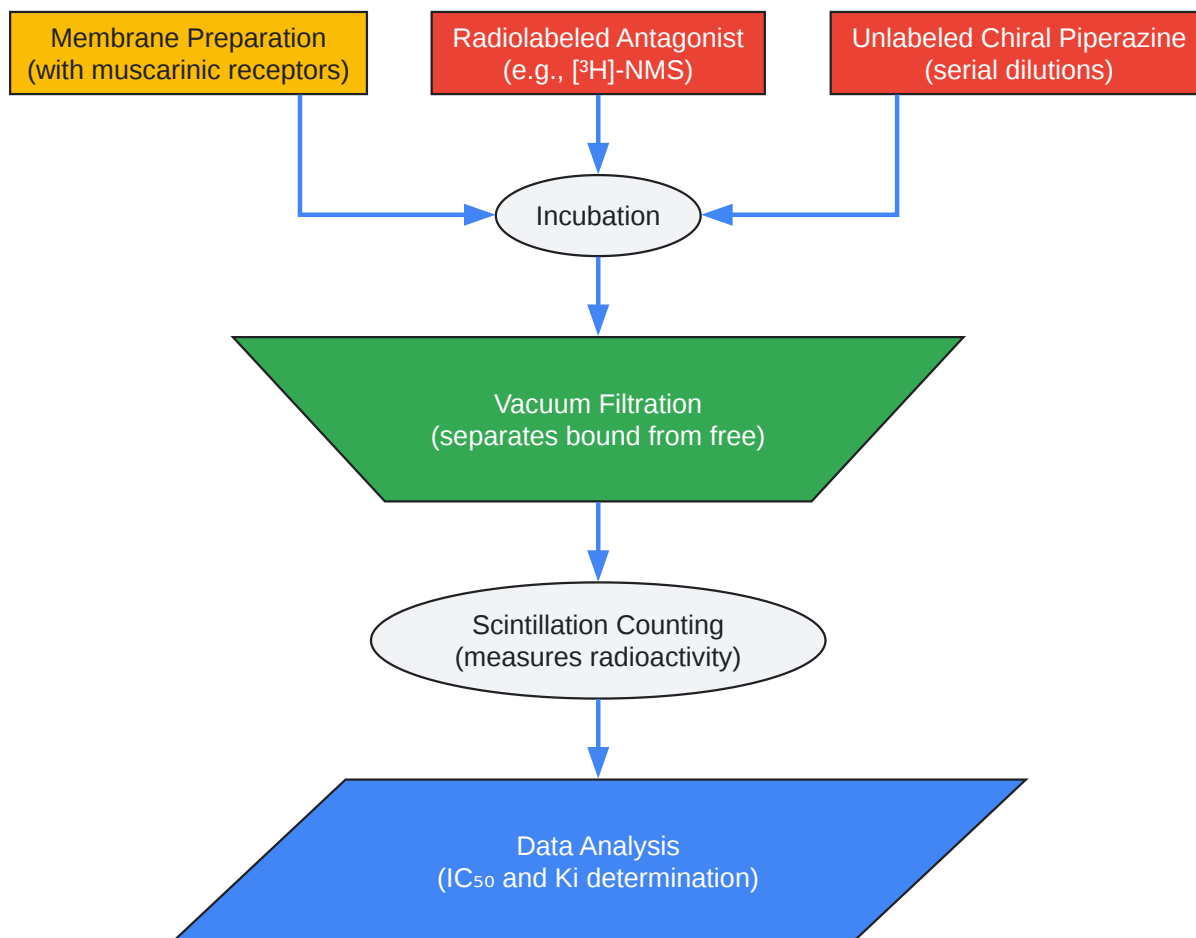 Membrane Preparation
(with muscarinic receptors)
Radiolabeled Antagonist
(e.g., [³H]-NMS)
Unlabeled Chiral Piperazine
(serial dilutions)
Incubation
Vacuum Filtration
(separates bound from free)
Scintillation Counting
(measures radioactivity)
Data Analysis
(IC₅₀ and Ki determination)